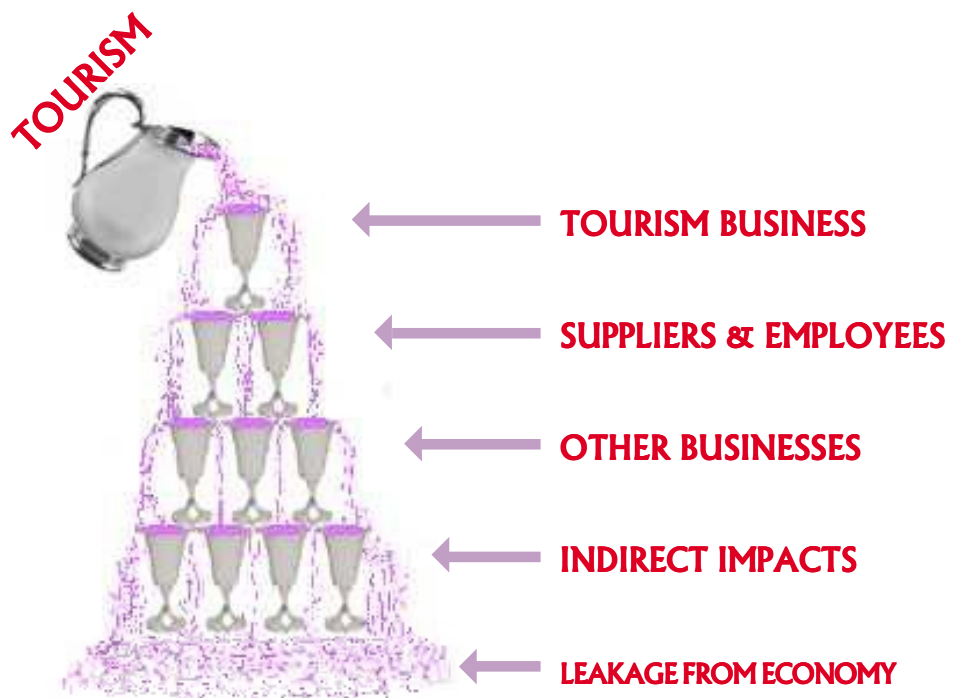 TOURISM
TOURISM BUSINESS
SUPPLIERS & EMPLOYEES
OTHER BUSINESSES
INDIRECT IMPACTS
LEAKAGE FROM ECONOMY